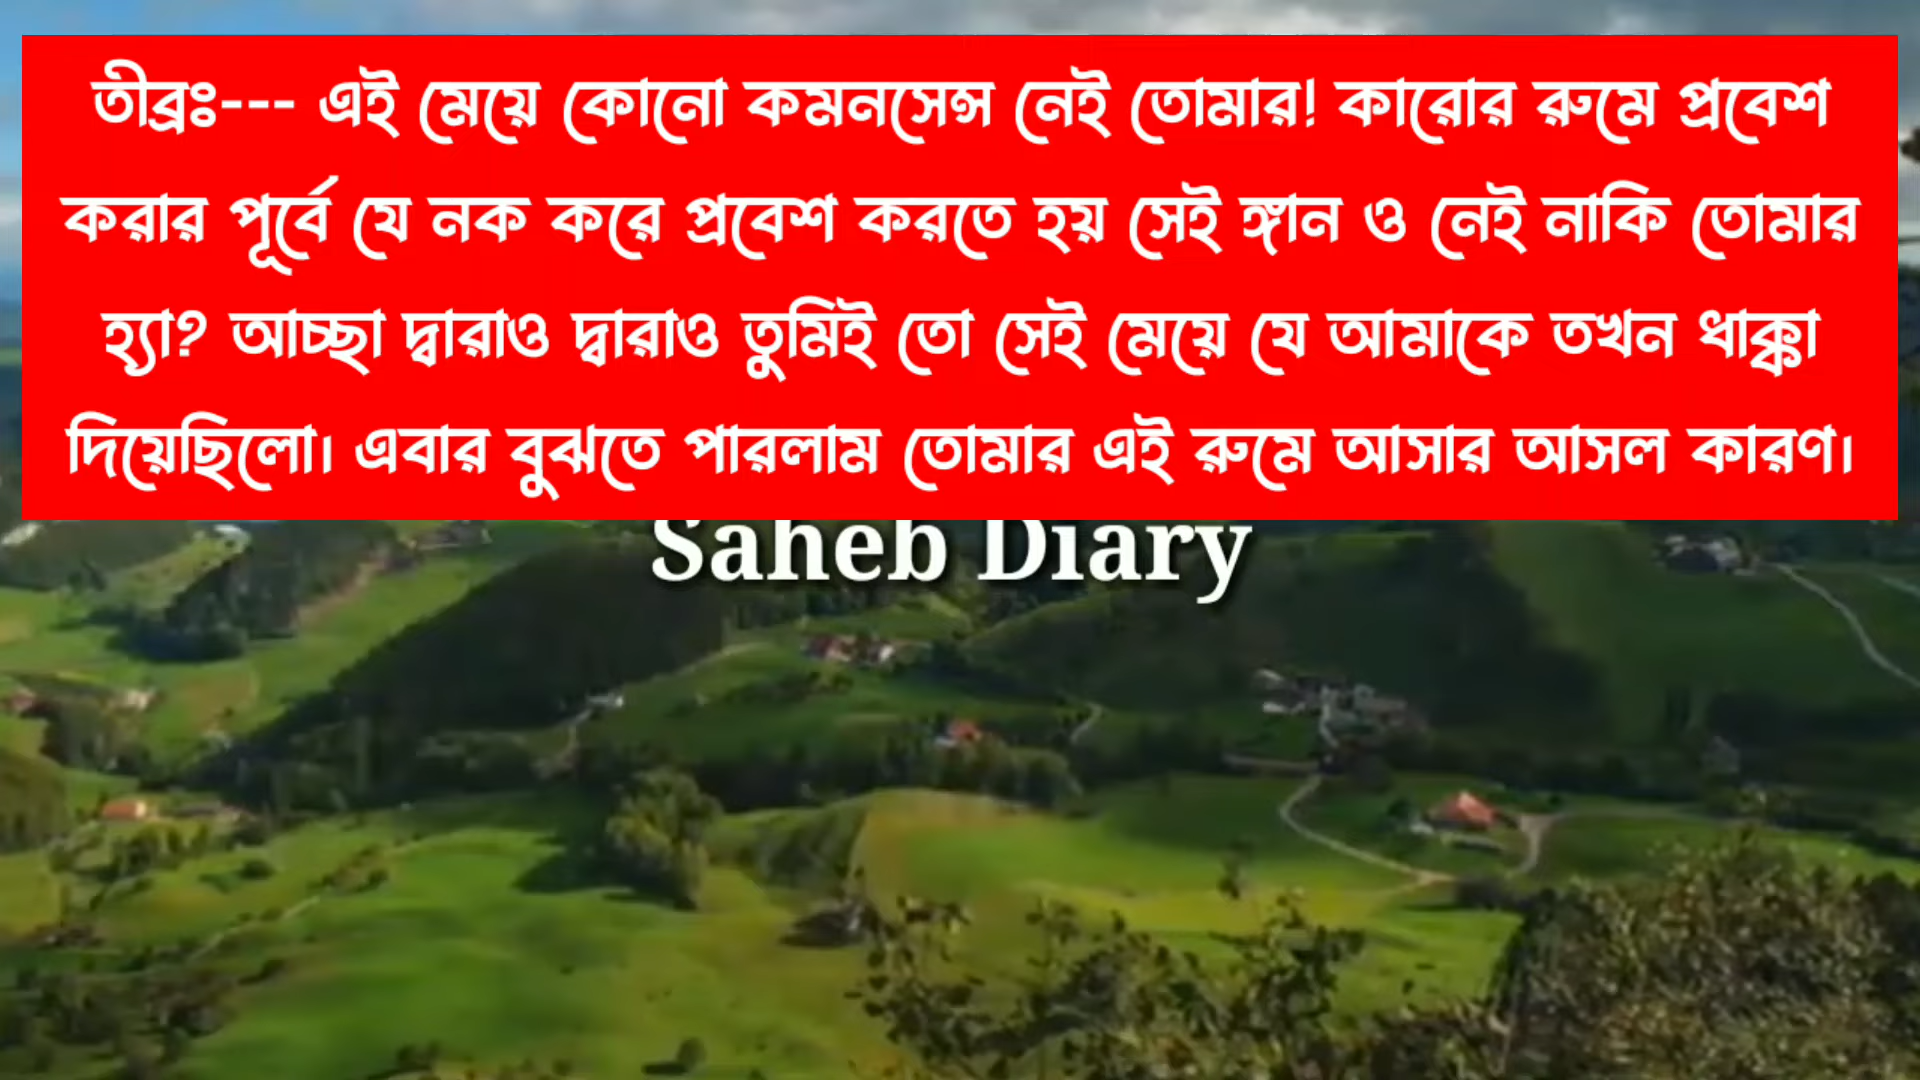 তীব্রঃ--- এই মেয়ে কোনো কমনসেন্স নেই তোমার! কারোর রুমে প্রবেশ
করার পূর্বে যে নক করে প্রবেশ করতে হয় সেই ঙ্গান ও নেই নাকি তোমার
হ্যা? আচ্ছা দ্বারাও দ্বারাও তুমিই তো সেই মেয়ে যে আমাকে তখন ধাক্কা
দিয়েছিলো। এবার বুঝতে পারলাম তোমার এই রুমে আসার আসল কারণ।
Saheb Diary